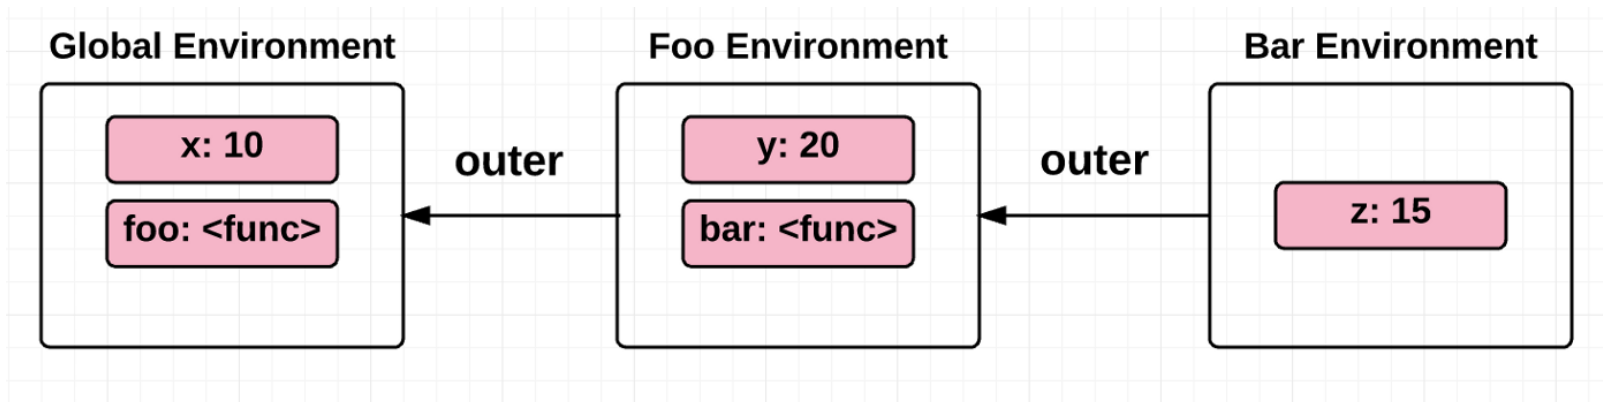 Global Environment
x: 10
foo: <func>
outer
Foo Environment
y: 20
bar: <func>
outer
Bar Environment
z: 15